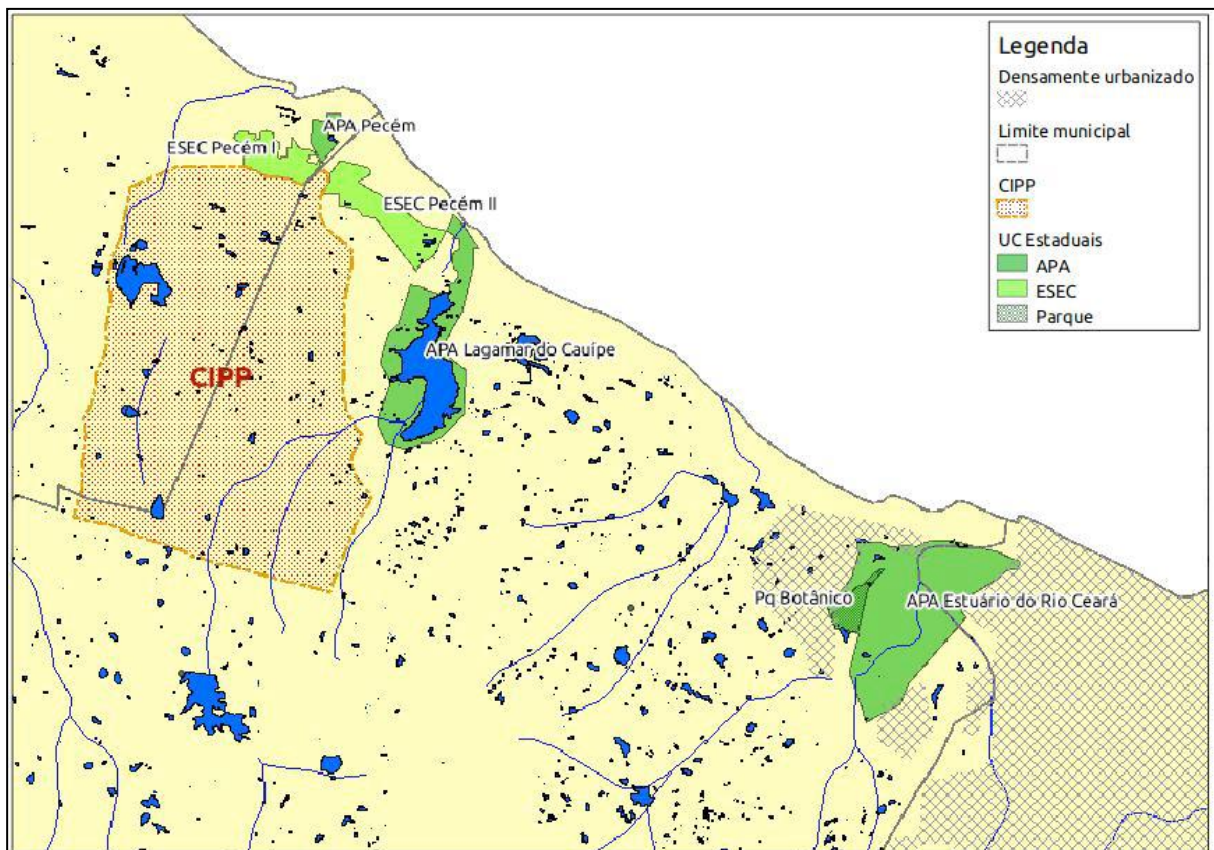 Legenda
Densamente urbanizado
Limite municipal
CIPP
UC Estaduais
APA
ESEC
Parque
APA Pecém
ESEC Pecém I
ESEC Pecém II
APA Lagamar do Cauípe
CIPP
Pq Botânico
APA Estuário do Rio Ceará